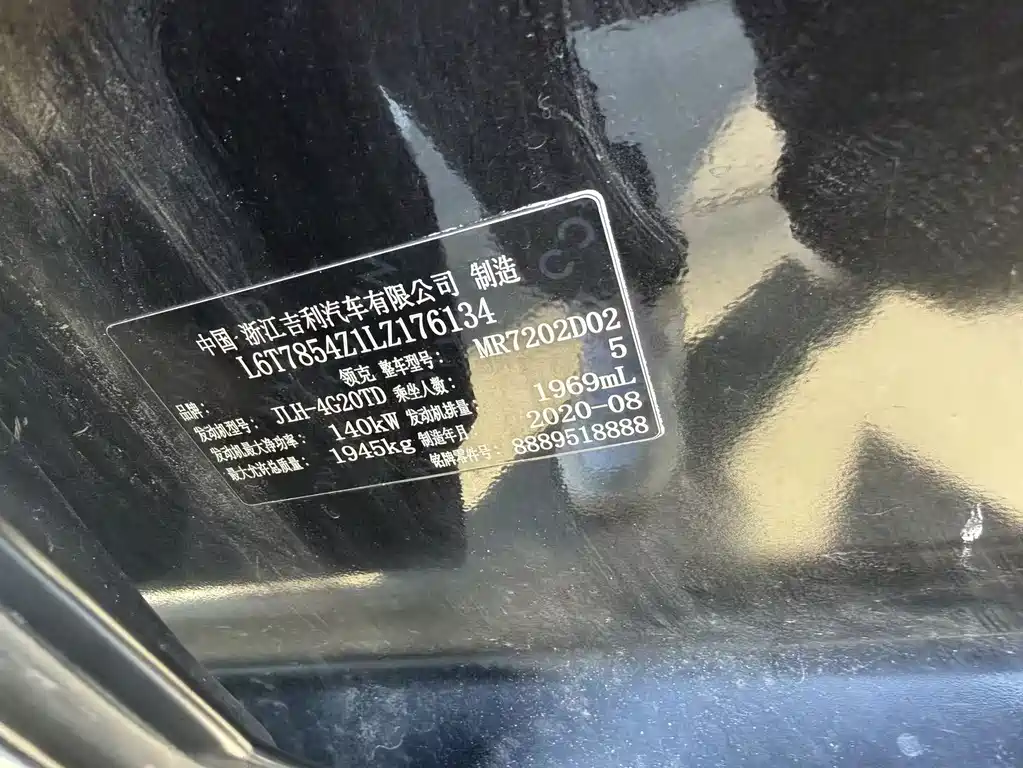 中国·浙江吉利汽车有限公司 制造
L6T7854Z1LZ176134
品牌： 领克 整车型号： MR7202D02
发动机型号： JLH-4G20TD 乘坐人数： 5
发动机最大净功率： 140kW 发动机排量： 1969mL
最大允许总质量： 1945kg 制造年月： 2020-08
铭牌零件号： 8889518888